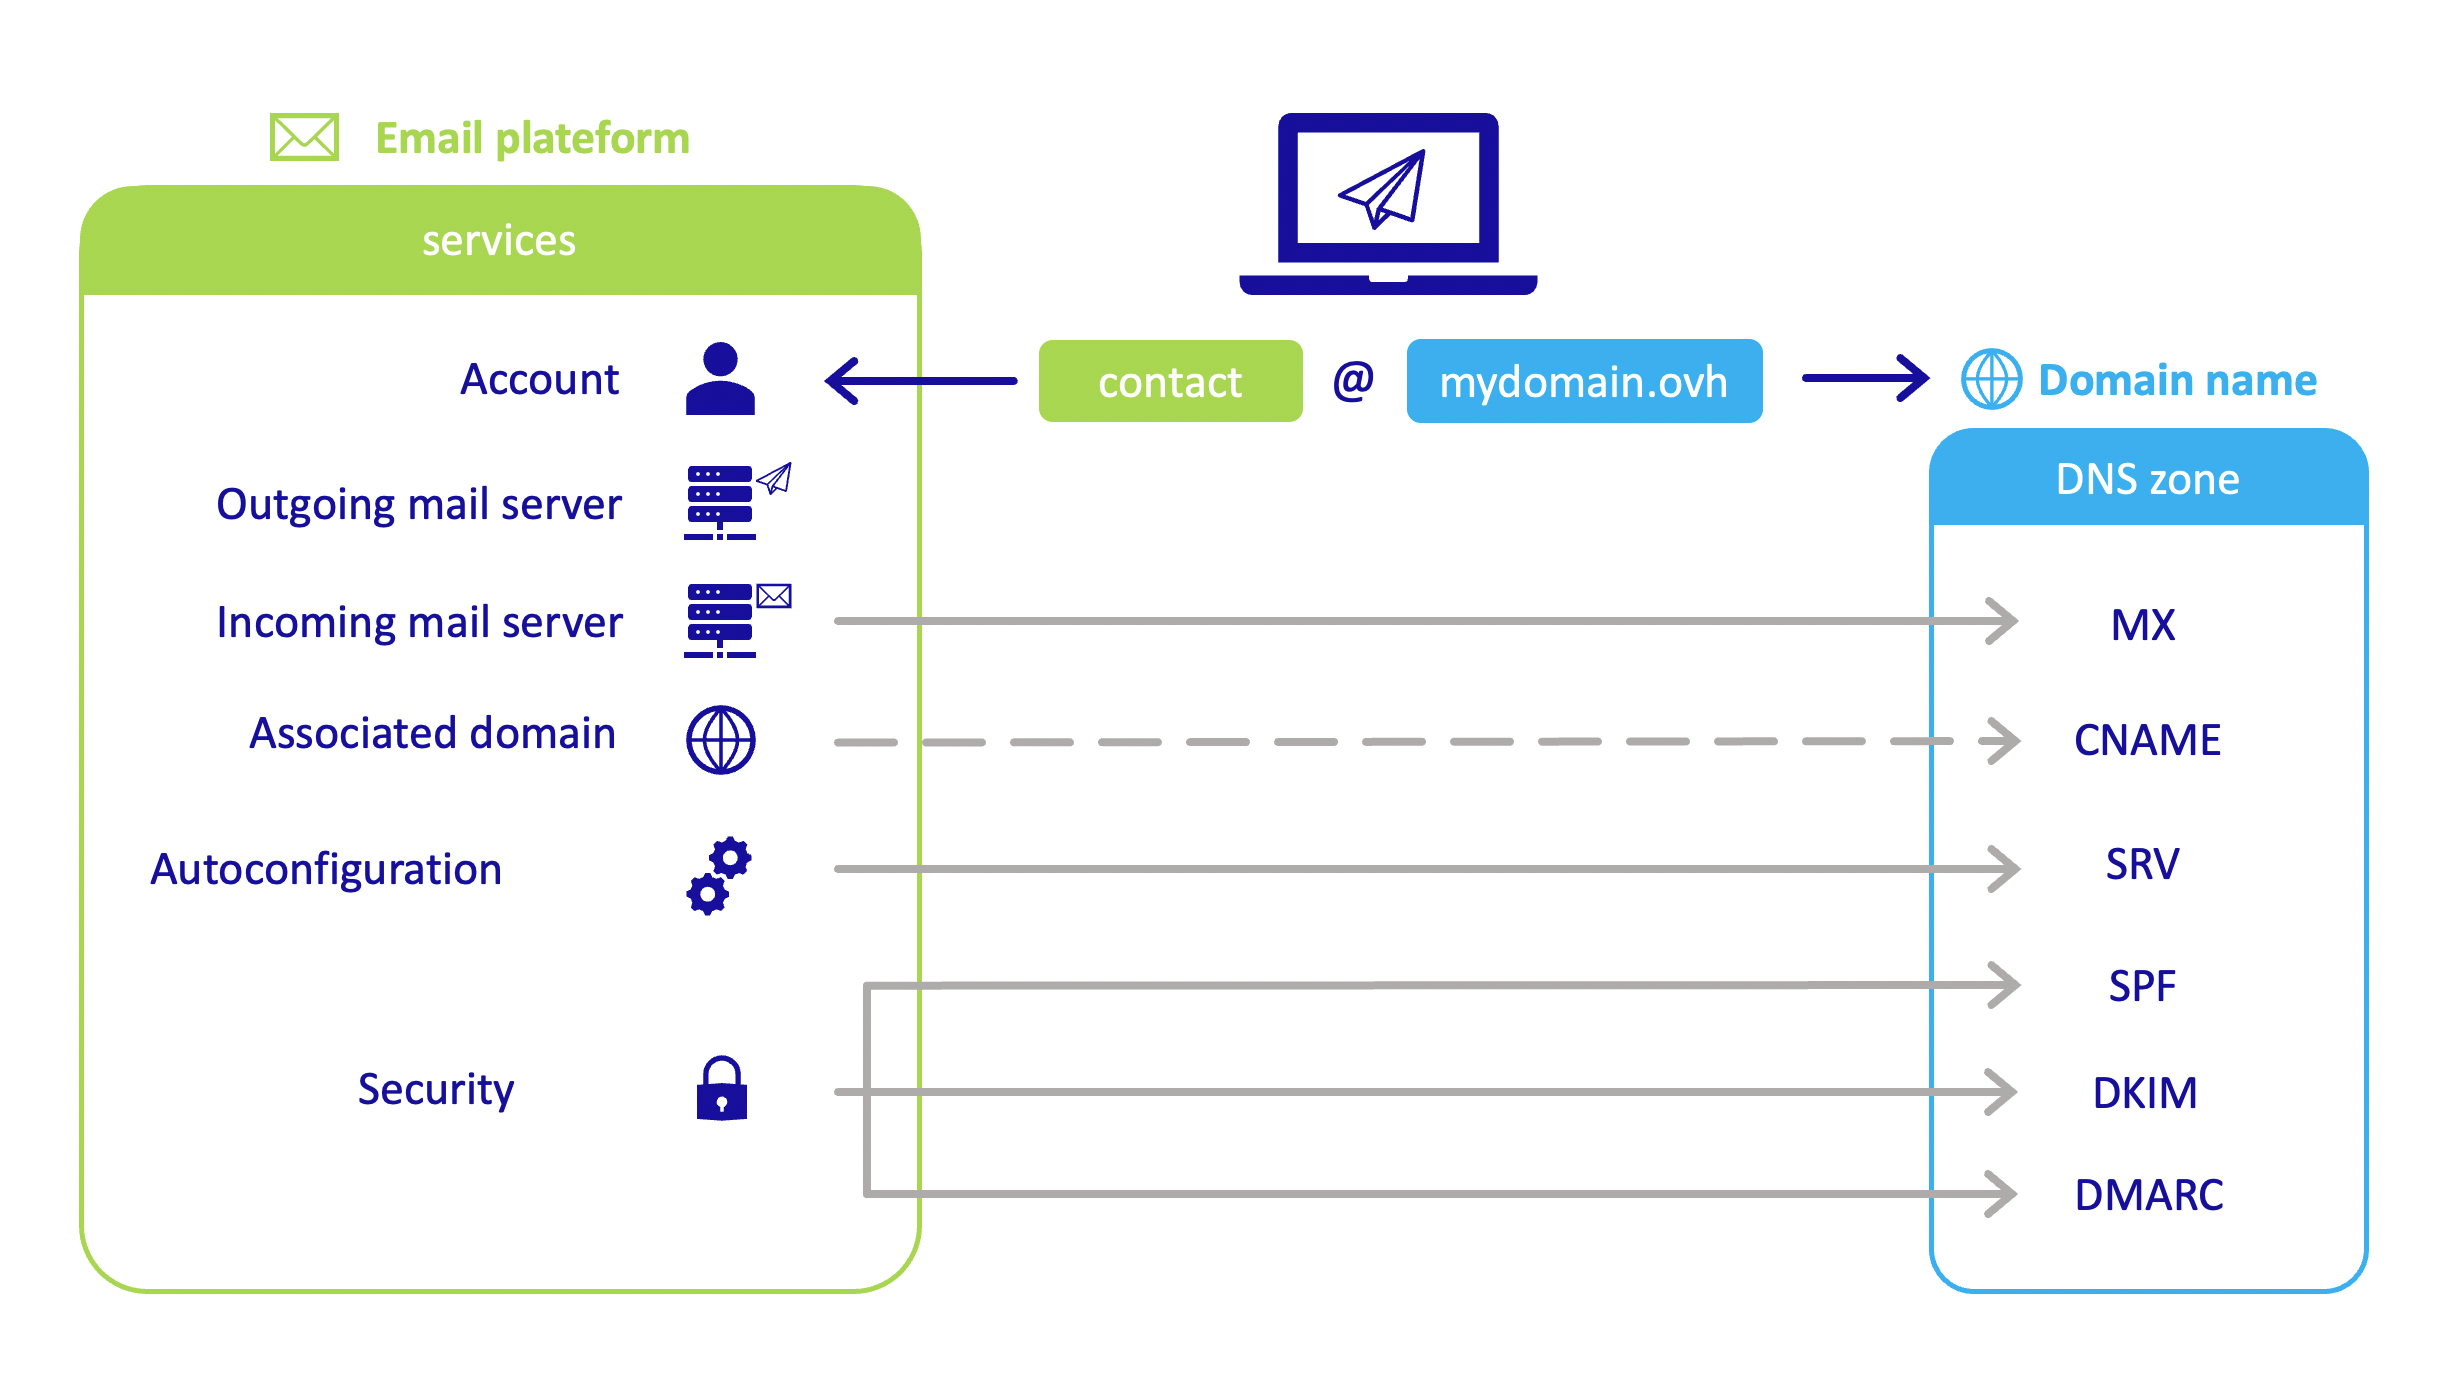 Email plateform
services
Account
contact @ mydomain.ovh
Domain name
DNS zone
Outgoing mail server
Incoming mail server
MX
Associated domain
CNAME
Autoconfiguration
SRV
Security
SPF
DKIM
DMARC